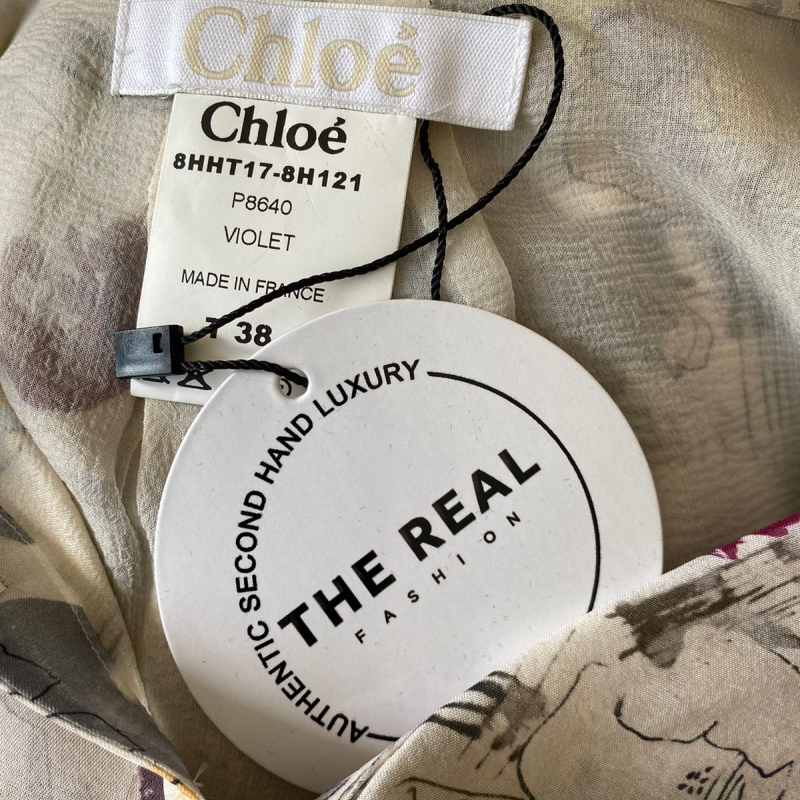 Chloé
Chloé
8HHT17-8H121
P8640
VIOLET
MADE IN FRANCE
T 38
AUTHENTIC SECOND HAND LUXURY
THE REAL
FASHION